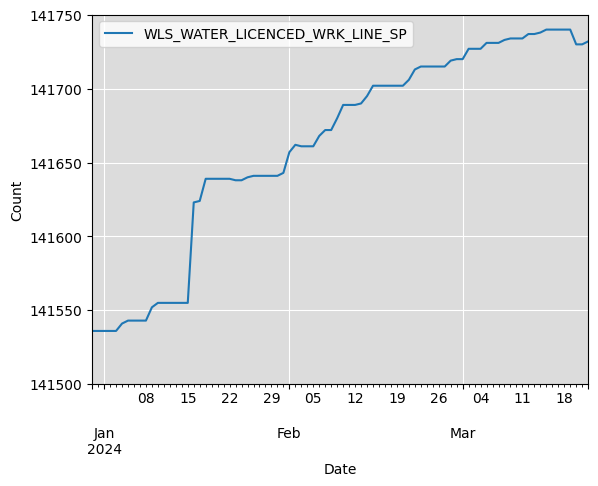 WLS_WATER_LICENCED_WRK_LINE_SP
141750
141700
141650
141600
141550
141500
Count
08 15 22 29 05 12 19 26 04 11 18
Jan Feb Mar
2024
Date